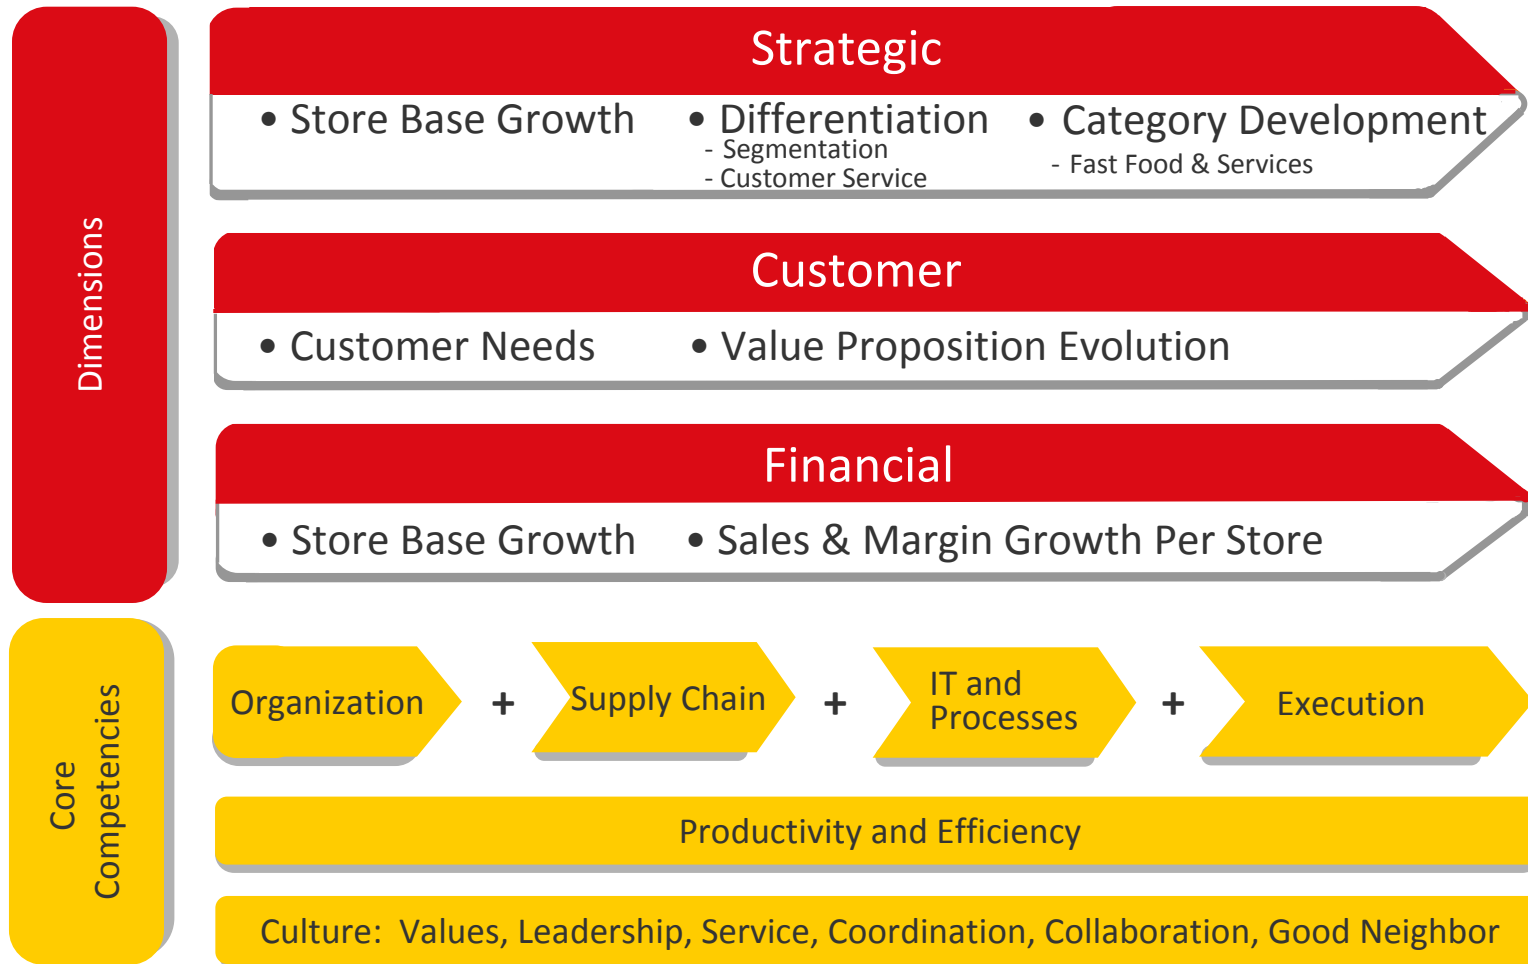 Dimensions
Strategic
• Store Base Growth
• Differentiation
- Segmentation
- Customer Service
• Category Development
- Fast Food & Services
Customer
• Customer Needs
• Value Proposition Evolution
Financial
• Store Base Growth
• Sales & Margin Growth Per Store
Core
Competencies
Organization
+
Supply Chain
+
IT and
Processes
+
Execution
Productivity and Efficiency
Culture: Values, Leadership, Service, Coordination, Collaboration, Good Neighbor